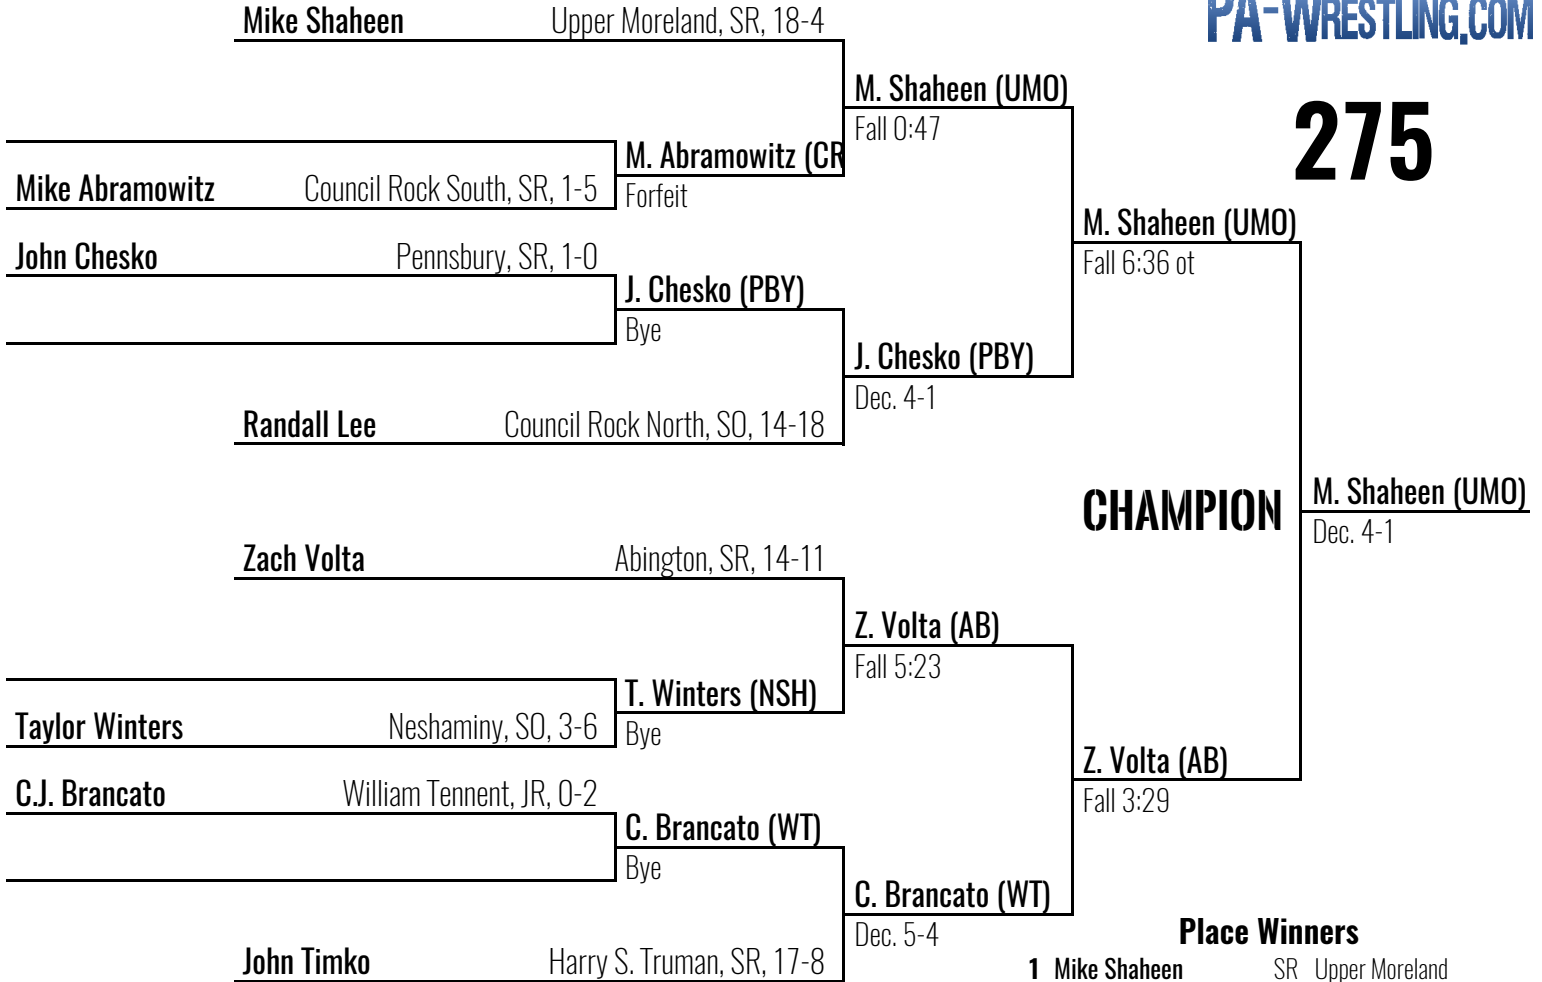 PA-WRESTLING.COM
275
Mike Shaheen Upper Moreland, SR, 18-4
M. Shaheen (UMO)
Fall 0:47
M. Abramowitz (CR
Mike Abramowitz Council Rock South, SR, 1-5
Forfeit
M. Shaheen (UMO)
John Chesko Pennsbury, SR, 1-0
Fall 6:36 ot
J. Chesko (PBY)
Bye
J. Chesko (PBY)
Dec. 4-1
Randall Lee Council Rock North, SO, 14-18
CHAMPION
M. Shaheen (UMO)
Dec. 4-1
Zach Volta Abington, SR, 14-11
Z. Volta (AB)
Fall 5:23
T. Winters (NSH)
Taylor Winters Neshaminy, SO, 3-6
Bye
Z. Volta (AB)
C.J. Brancato William Tennent, JR, 0-2
Fall 3:29
C. Brancato (WT)
Bye
C. Brancato (WT)
Dec. 5-4
John Timko Harry S. Truman, SR, 17-8
Place Winners
1 Mike Shaheen SR Upper Moreland